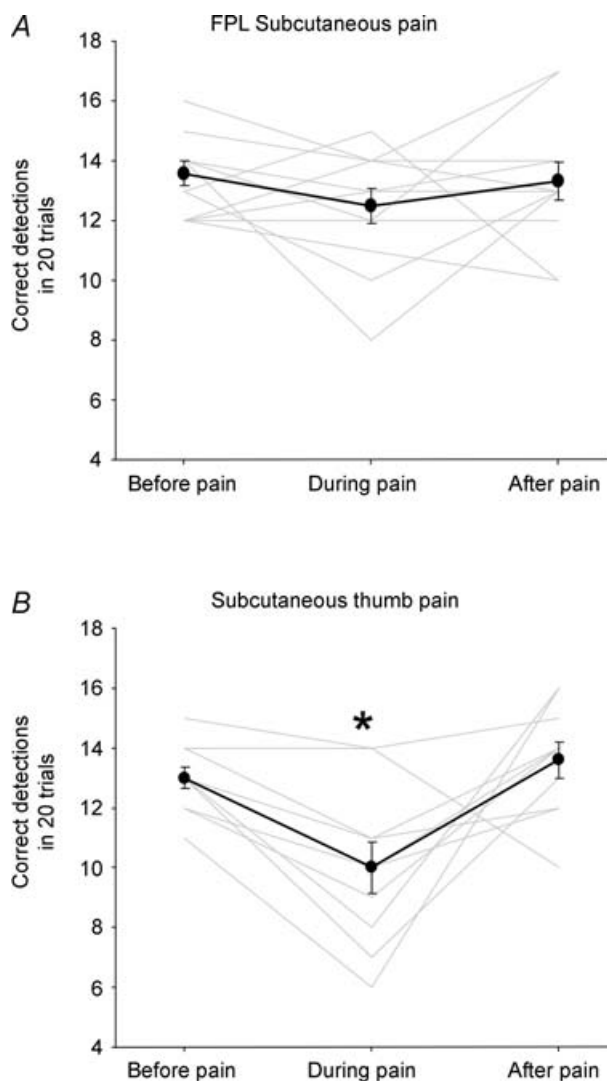 A
FPL Subcutaneous pain
18
16
14
12
10
8
6
4
Correct detections
in 20 trials
Before pain
During pain
After pain
B
Subcutaneous thumb pain
18
16
14
12
10
8
6
4
Correct detections
in 20 trials
*
Before pain
During pain
After pain